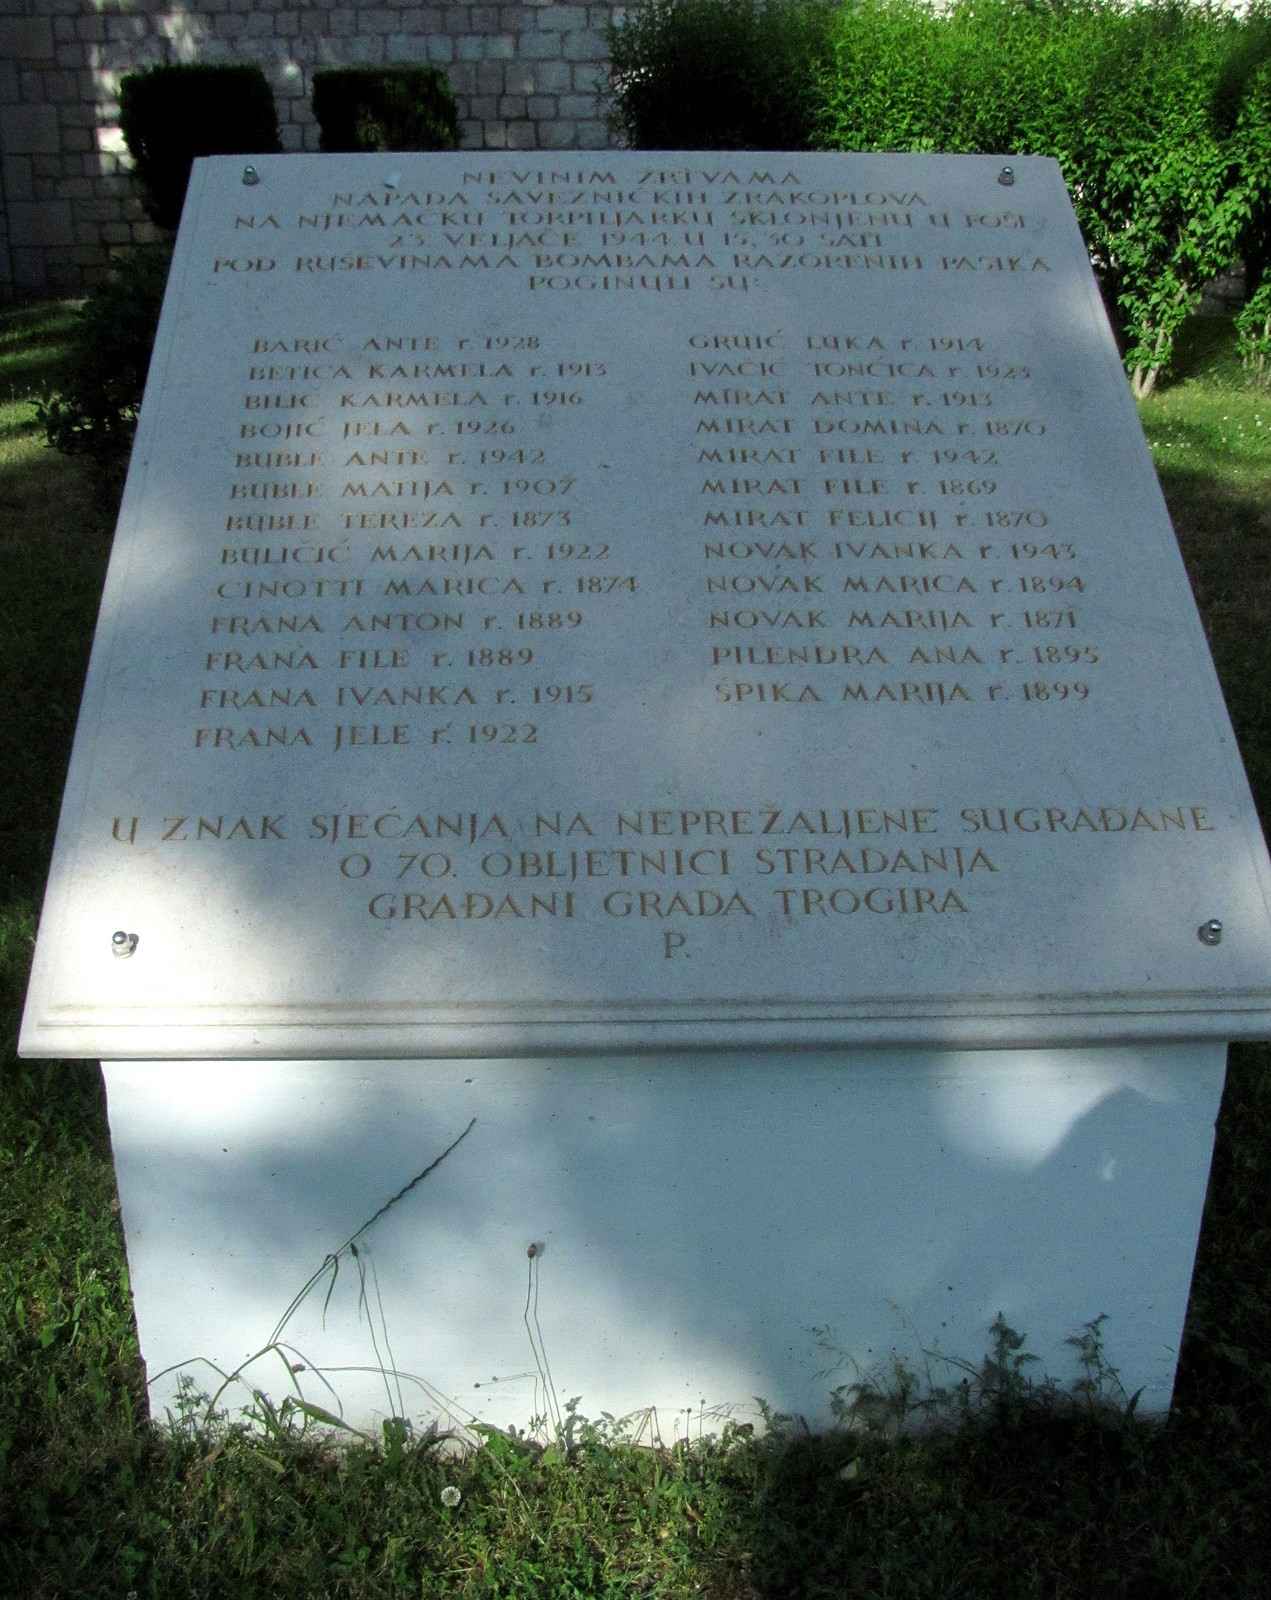 NEVINIM ŽRTVAMA
NAPADA SAVEZNIČKIH ZRAKOPLOVA
NA NJEMAČKU TORPILJARKU SKLONJENU U FOŠI
23. VELJAČE 1944. U 15,30 SATI
POD RUŠEVINAMA BOMBAMA RAZORENIH PASIKA
POGINULI SU:
BARIĆ ANTE r. 1928
BETICA KARMELA r. 1913
BILIĆ KARMELA r. 1916
BOJIĆ JELA r. 1926
BUBLE ANTE r. 1942
BUBLE MATIJA r. 1907
BUBLE TEREZA r. 1873
BULIČIĆ MARIJA r. 1922
CINOTTI MARICA r. 1874
FRANA ANTON r. 1889
FRANA FILE r. 1889
FRANA IVANKA r. 1915
FRANA JELE r. 1922
GRUIĆ LUKA r. 1914
IVAČIĆ TONČICA r. 1923
MIRAT ANTE r. 1913
MIRAT DOMINA r. 1870
MIRAT FILE r. 1942
MIRAT FILE r. 1869
MIRAT FELICIJ r. 1870
NOVAK IVANKA r. 1943
NOVAK MARICA r. 1894
NOVAK MARIJA r. 1871
PILENDRA ANA r. 1895
ŠPIKA MARIJA r. 1899
U ZNAK SJEĆANJA NA NEPREŽALJENE SUGRAĐANE
O 70. OBLJETNICI STRADANJA
GRAĐANI GRADA TROGIRA
P.